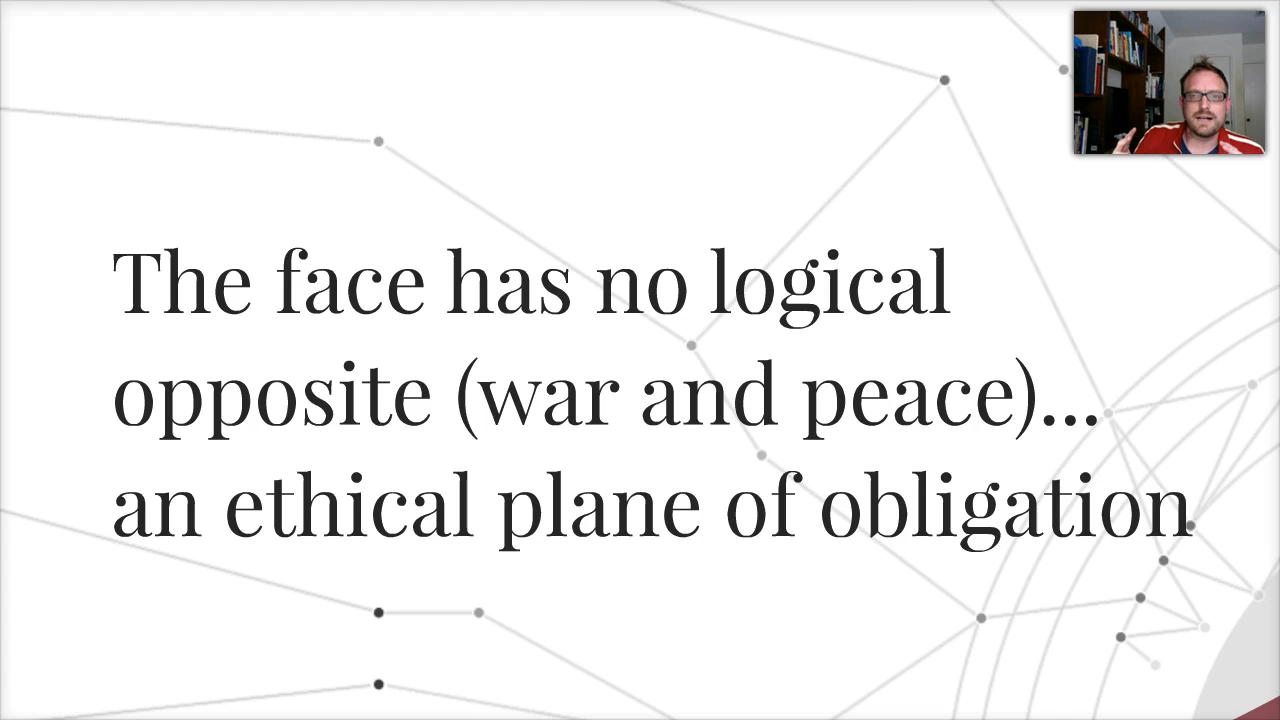 The face has no logical
opposite (war and peace)...
an ethical plane of obligation